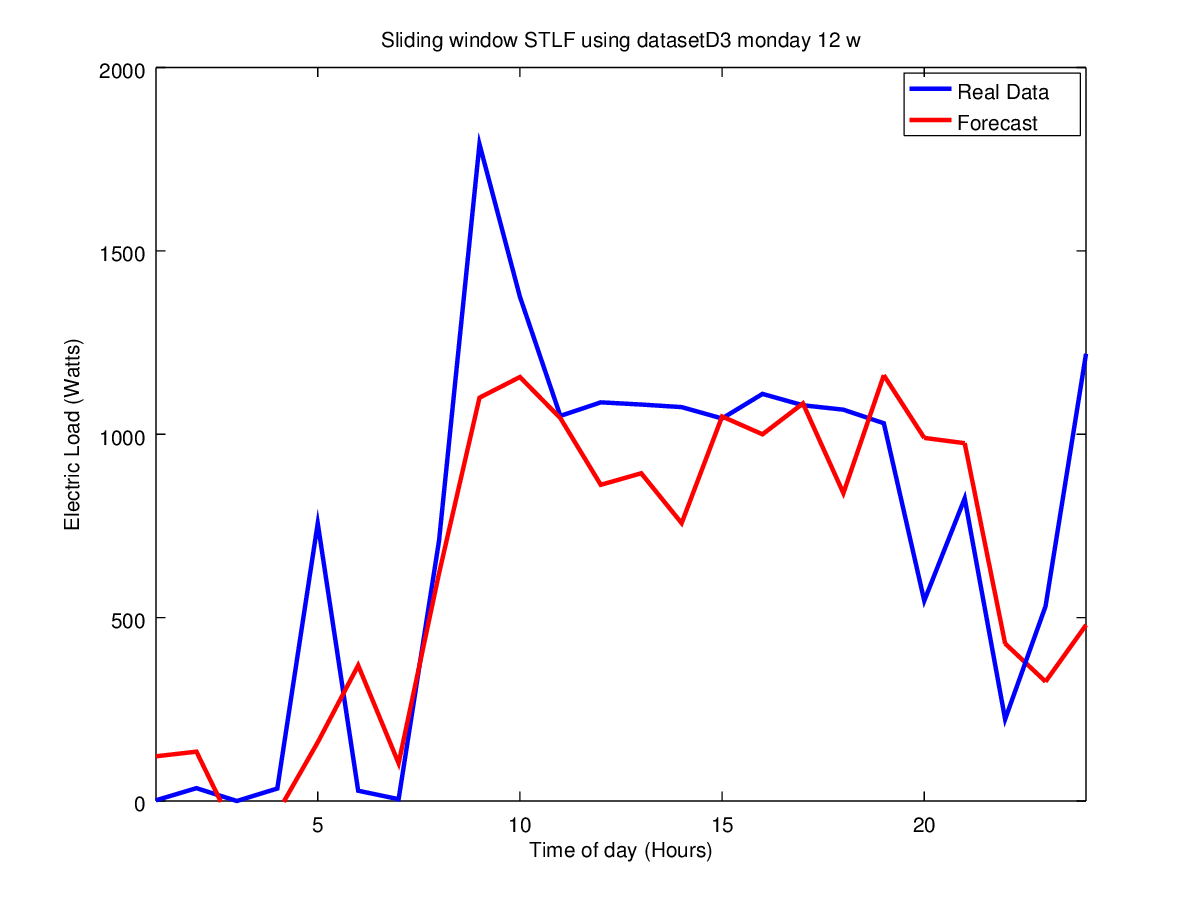 Sliding window STLF using datasetD3 monday 12 w
2000
1500
1000
500
0
Electric Load (Watts)
Real Data
Forecast
5 10 15 20
Time of day (Hours)